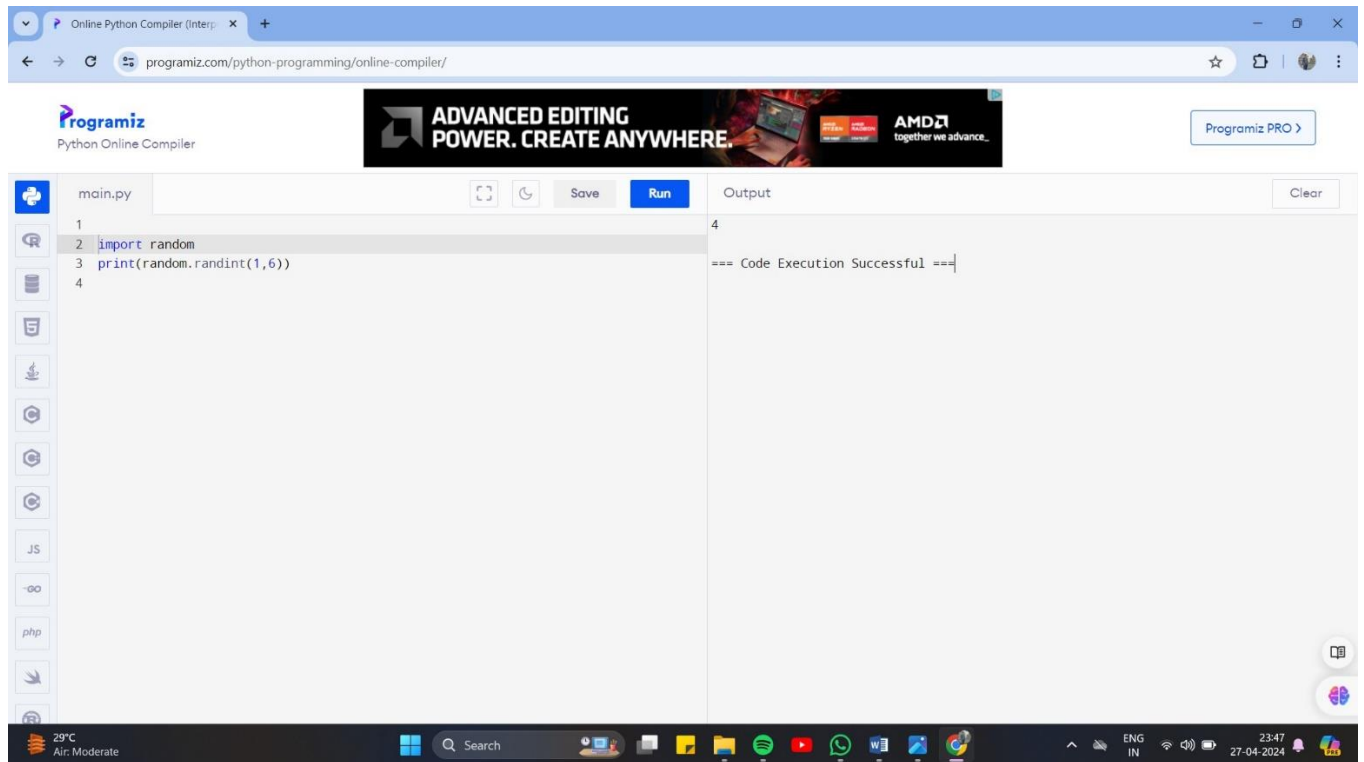 Online Python Compiler (Interp
programiz.com/python-programming/online-compiler/
Programiz
Python Online Compiler
ADVANCED EDITING
POWER. CREATE ANYWHERE.
AMD
together we advance_
Programiz PRO >
main.py
Save
Run
Output
Clear
1
2 import random
3 print(random.randint(1,6))
4
4
=== Code Execution Successful ===
JS
GO
php
29°C
Air: Moderate
Search
ENG
IN
23:47
27-04-2024